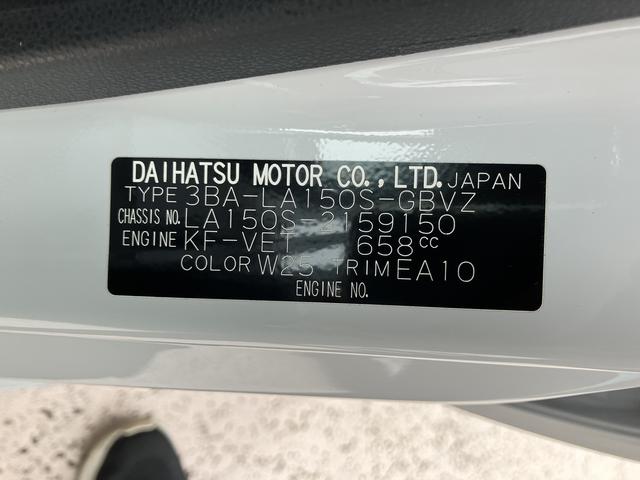 DAIHATSU MOTOR CO.,LTD. JAPAN
TYPE 3BA-LA150S-GBVZ
CHASSIS NO. LA150S-2159150
ENGINE KF-VET 658cc
COLOR W25 TRIM EA10
ENGINE NO.